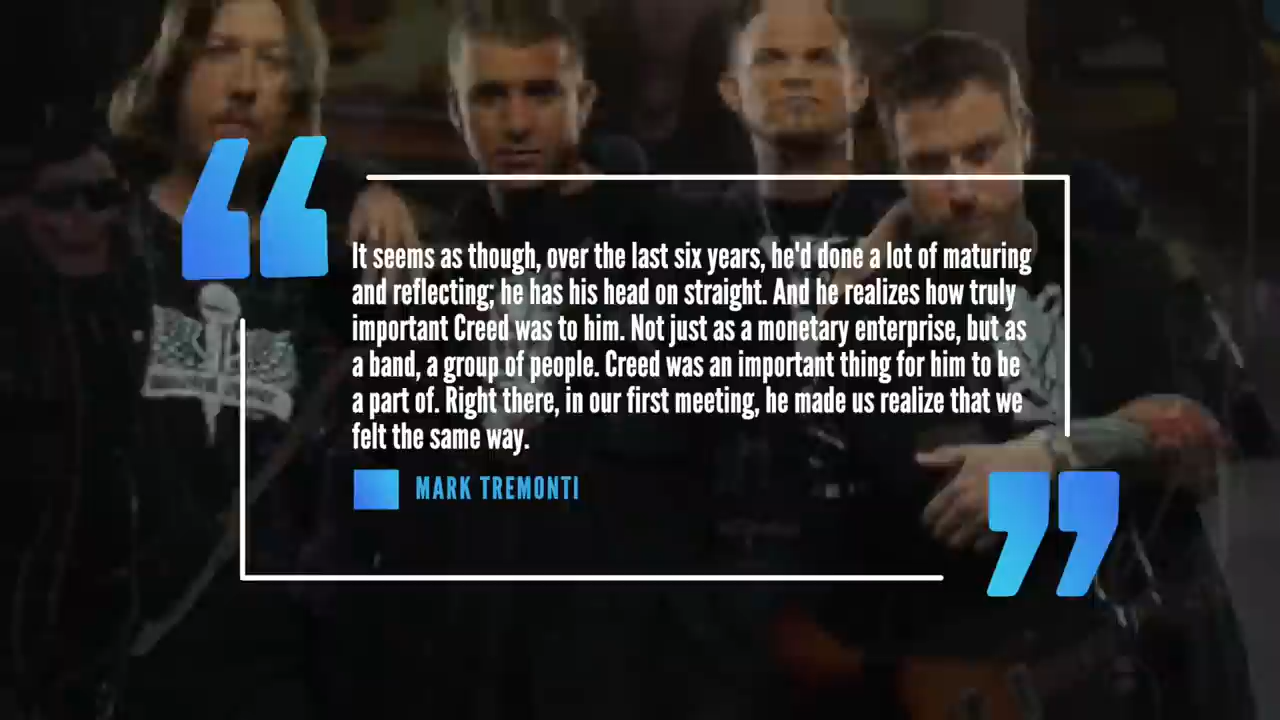 It seems as though, over the last six years, he'd done a lot of maturing
and reflecting; he has his head on straight. And he realizes how truly
important Creed was to him. Not just as a monetary enterprise, but as
a band, a group of people. Creed was an important thing for him to be
a part of. Right there, in our first meeting, he made us realize that we
felt the same way.
MARK TREMONTI